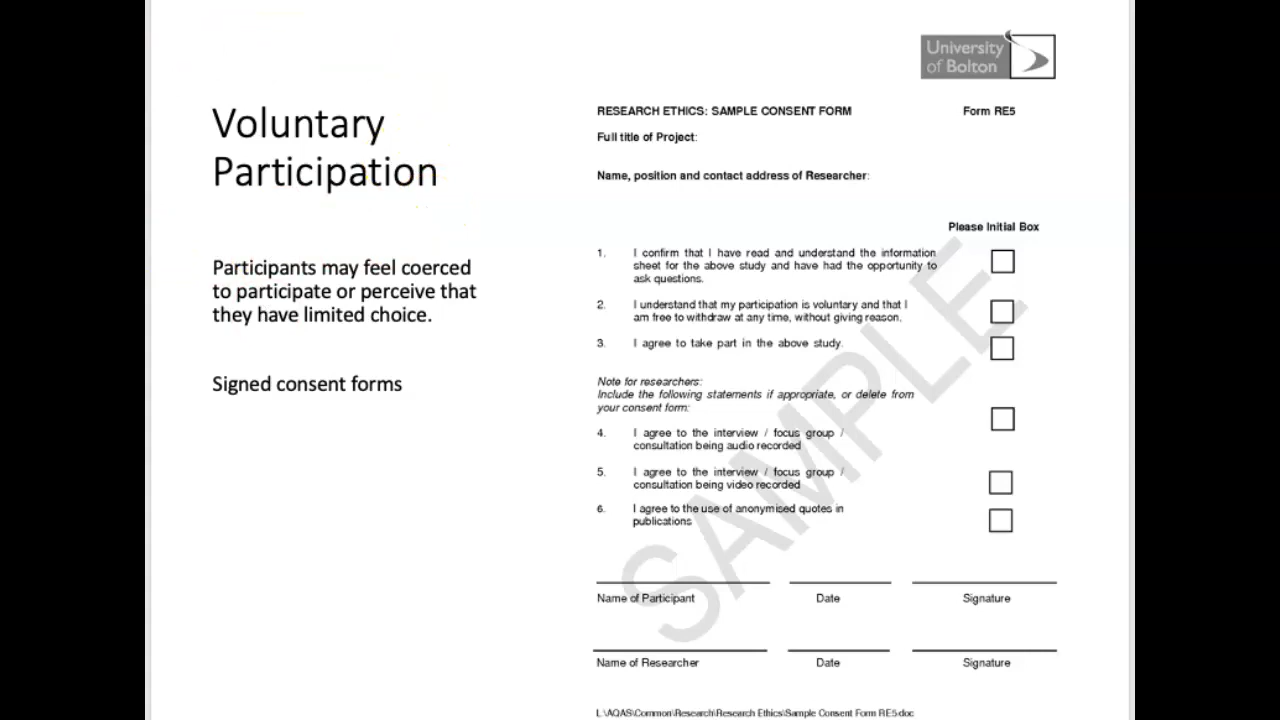 Voluntary
Participation
Participants may feel coerced
to participate or perceive that
they have limited choice.
Signed consent forms
University
of Bolton
RESEARCH ETHICS: SAMPLE CONSENT FORM Form RE5
Full title of Project:
Name, position and contact address of Researcher:
Please Initial Box
1. I confirm that I have read and understand the information
sheet for the above study and have had the opportunity to
ask questions.
2. I understand that my participation is voluntary and that I
am free to withdraw at any time, without giving reason.
3. I agree to take part in the above study.
Note for researchers:
Include the following statements if appropriate, or delete from
your consent form:
4. I agree to the interview / focus group /
consultation being audio recorded
5. I agree to the interview / focus group /
consultation being video recorded
6. I agree to the use of anonymised quotes in
publications
SAMPLE
Name of Participant Date Signature
Name of Researcher Date Signature
L:\AQAS\Common\Research\Research Ethics\Sample Consent Form RE5.doc